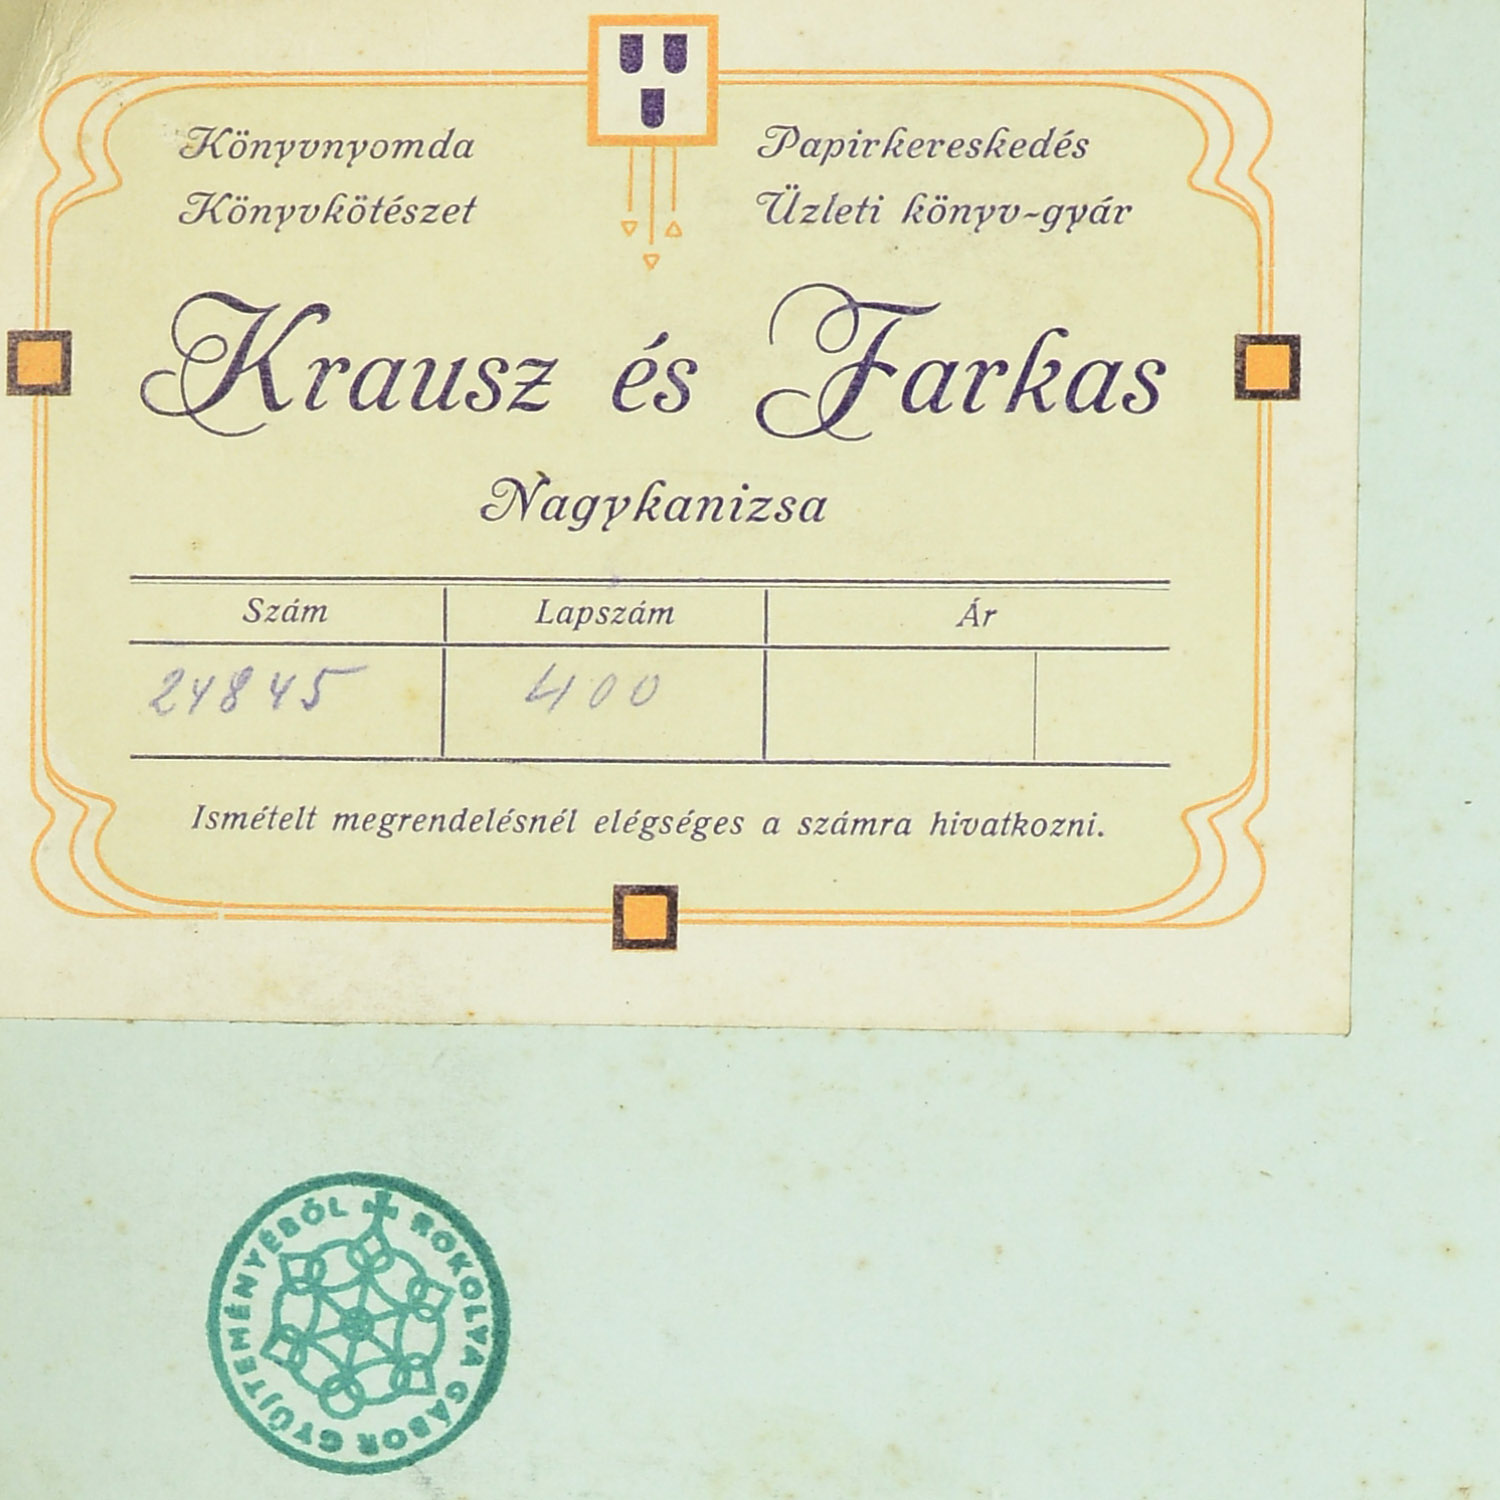 Könyvnyomda
Könyvkötészet
Papirkereskedés
Üzleti könyv-gyár
Krausz és Farkas
Nagykanizsa
Szám Lapszám Ár
24845 400
Ismételt megrendelésnél elégséges a számra hivatkozni.
ROKOLYA GÁBOR GYŰJTEMÉNYÉBŐL